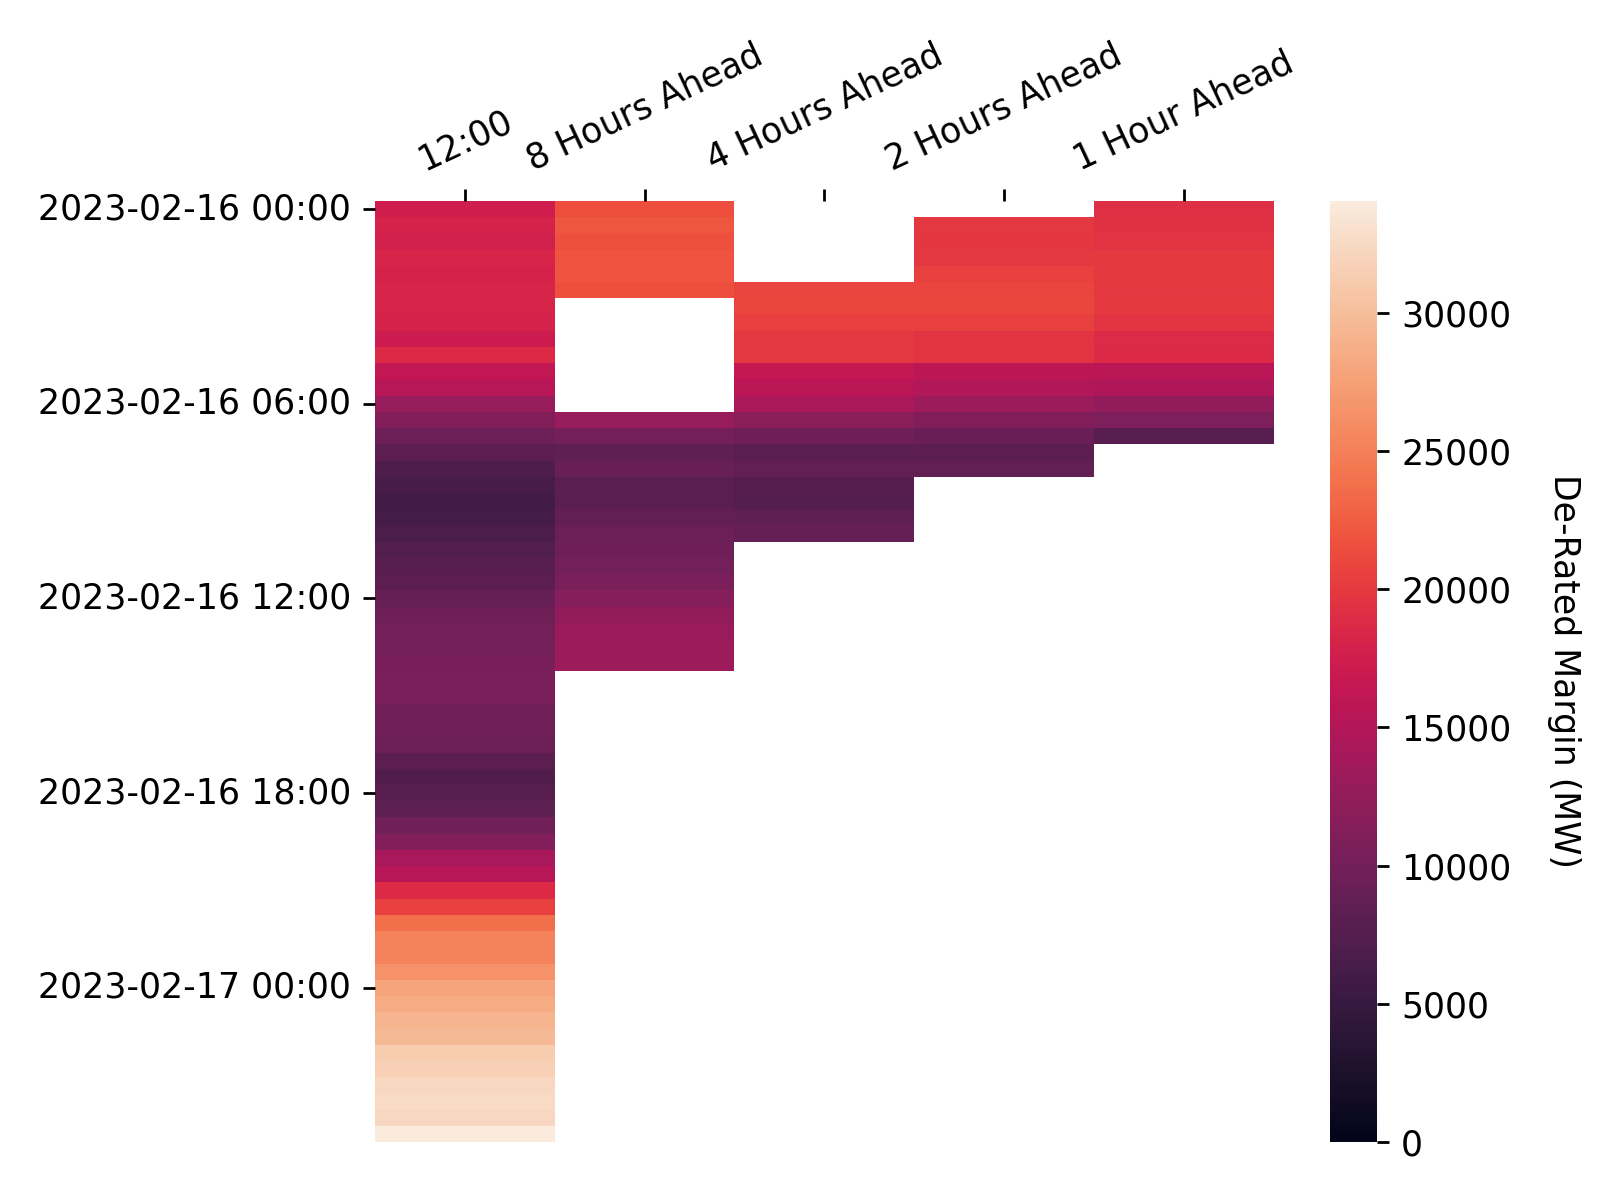 12:00
8 Hours Ahead
4 Hours Ahead
2 Hours Ahead
1 Hour Ahead
2023-02-16 00:00
2023-02-16 06:00
2023-02-16 12:00
2023-02-16 18:00
2023-02-17 00:00
30000
25000
20000
15000
10000
5000
0
De-Rated Margin (MW)